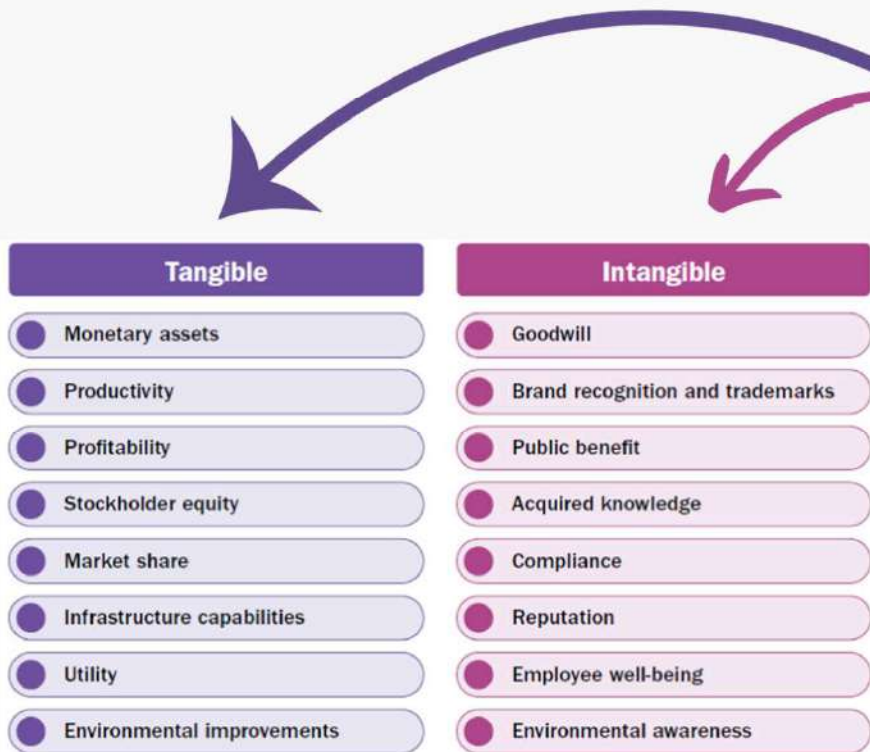 Tangible
Monetary assets
Productivity
Profitability
Stockholder equity
Market share
Infrastructure capabilities
Utility
Environmental improvements
Intangible
Goodwill
Brand recognition and trademarks
Public benefit
Acquired knowledge
Compliance
Reputation
Employee well-being
Environmental awareness